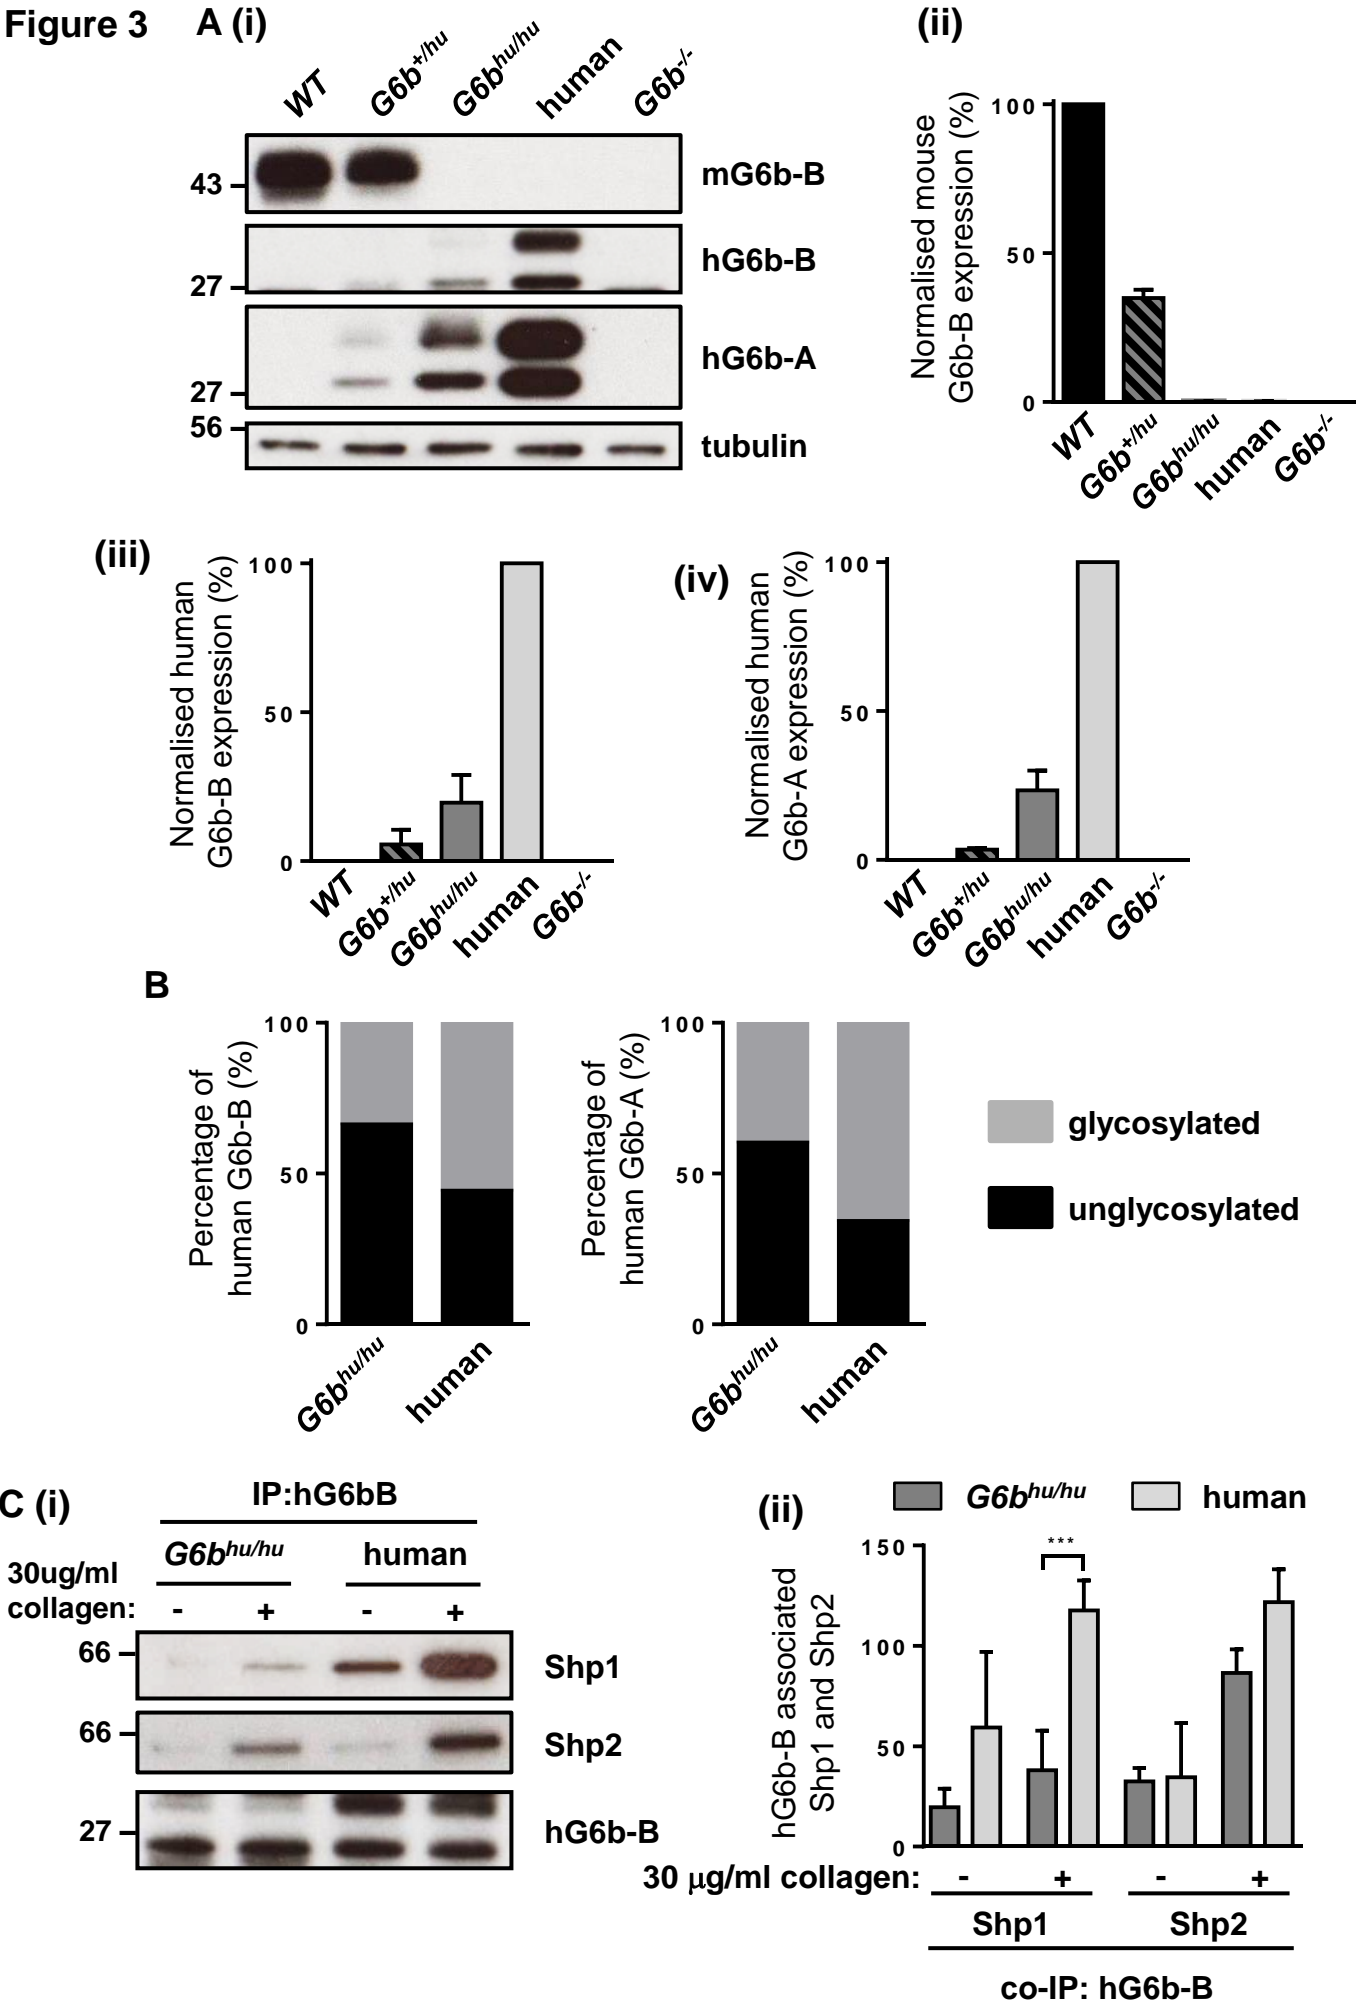 Figure 3
A (i)
WT G6b+/hu G6bhu/hu human G6b-/-
43
mG6b-B
hG6b-B
27
hG6b-A
27
56
tubulin
(ii)
Normalised mouse
G6b-B expression (%)
100
50
0
WT G6b+/hu G6bhu/hu human G6b-/-
(iii)
Normalised human
G6b-B expression (%)
100
50
0
WT G6b+/hu G6bhu/hu human G6b-/-
(iv)
Normalised human
G6b-A expression (%)
100
50
0
WT G6b+/hu G6bhu/hu human G6b-/-
B
Percentage of
human G6b-B (%)
100
50
0
G6bhu/hu human
Percentage of
human G6b-A (%)
100
50
0
G6bhu/hu human
glycosylated
unglycosylated
C (i)
IP:hG6bB
G6bhu/hu human
30ug/ml
collagen: - + - +
66
Shp1
66
Shp2
27
hG6b-B
(ii)
G6bhu/hu human
hG6b-B associated
Shp1 and Shp2
150
100
50
0
***
30 μg/ml collagen: - + - +
Shp1 Shp2
co-IP: hG6b-B